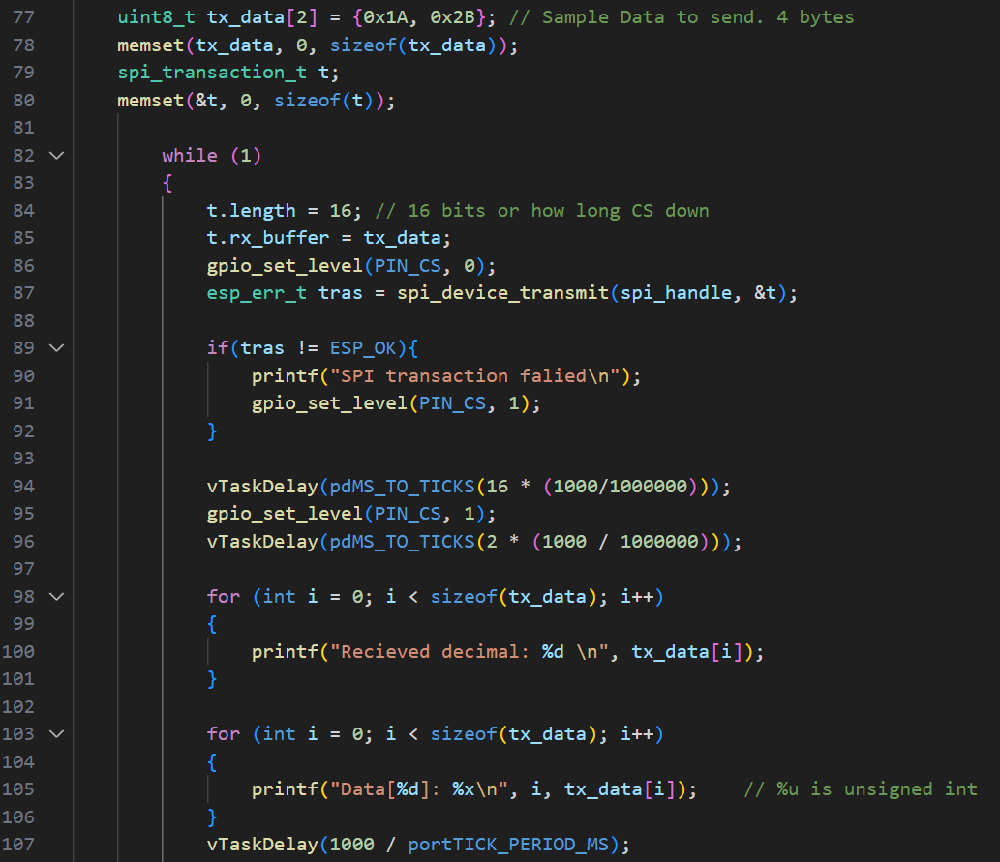 77 uint8_t tx_data[2] = {0x1A, 0x2B}; // Sample Data to send. 4 bytes
78 memset(tx_data, 0, sizeof(tx_data));
79 spi_transaction_t t;
80 memset(&t, 0, sizeof(t));
81
82 while (1)
83 {
84 t.length = 16; // 16 bits or how long CS down
85 t.rx_buffer = tx_data;
86 gpio_set_level(PIN_CS, 0);
87 esp_err_t tras = spi_device_transmit(spi_handle, &t);
88
89 if(tras != ESP_OK){
90 printf("SPI transaction falied\n");
91 gpio_set_level(PIN_CS, 1);
92 }
93
94 vTaskDelay(pdMS_TO_TICKS(16 * (1000/1000000)));
95 gpio_set_level(PIN_CS, 1);
96 vTaskDelay(pdMS_TO_TICKS(2 * (1000 / 1000000)));
97
98 for (int i = 0; i < sizeof(tx_data); i++)
99 {
100 printf("Recieved decimal: %d \n", tx_data[i]);
101 }
102
103 for (int i = 0; i < sizeof(tx_data); i++)
104 {
105 printf("Data[%d]: %x\n", i, tx_data[i]); // %u is unsigned int
106 }
107 vTaskDelay(1000 / portTICK_PERIOD_MS);